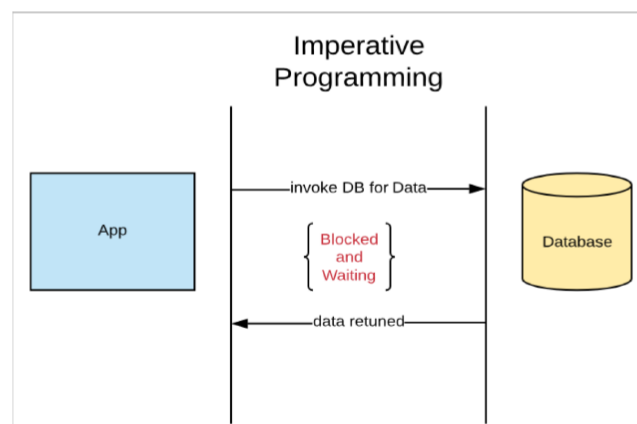 Imperative
Programming
invoke DB for Data
App
Blocked
and
Waiting
Database
data retuned